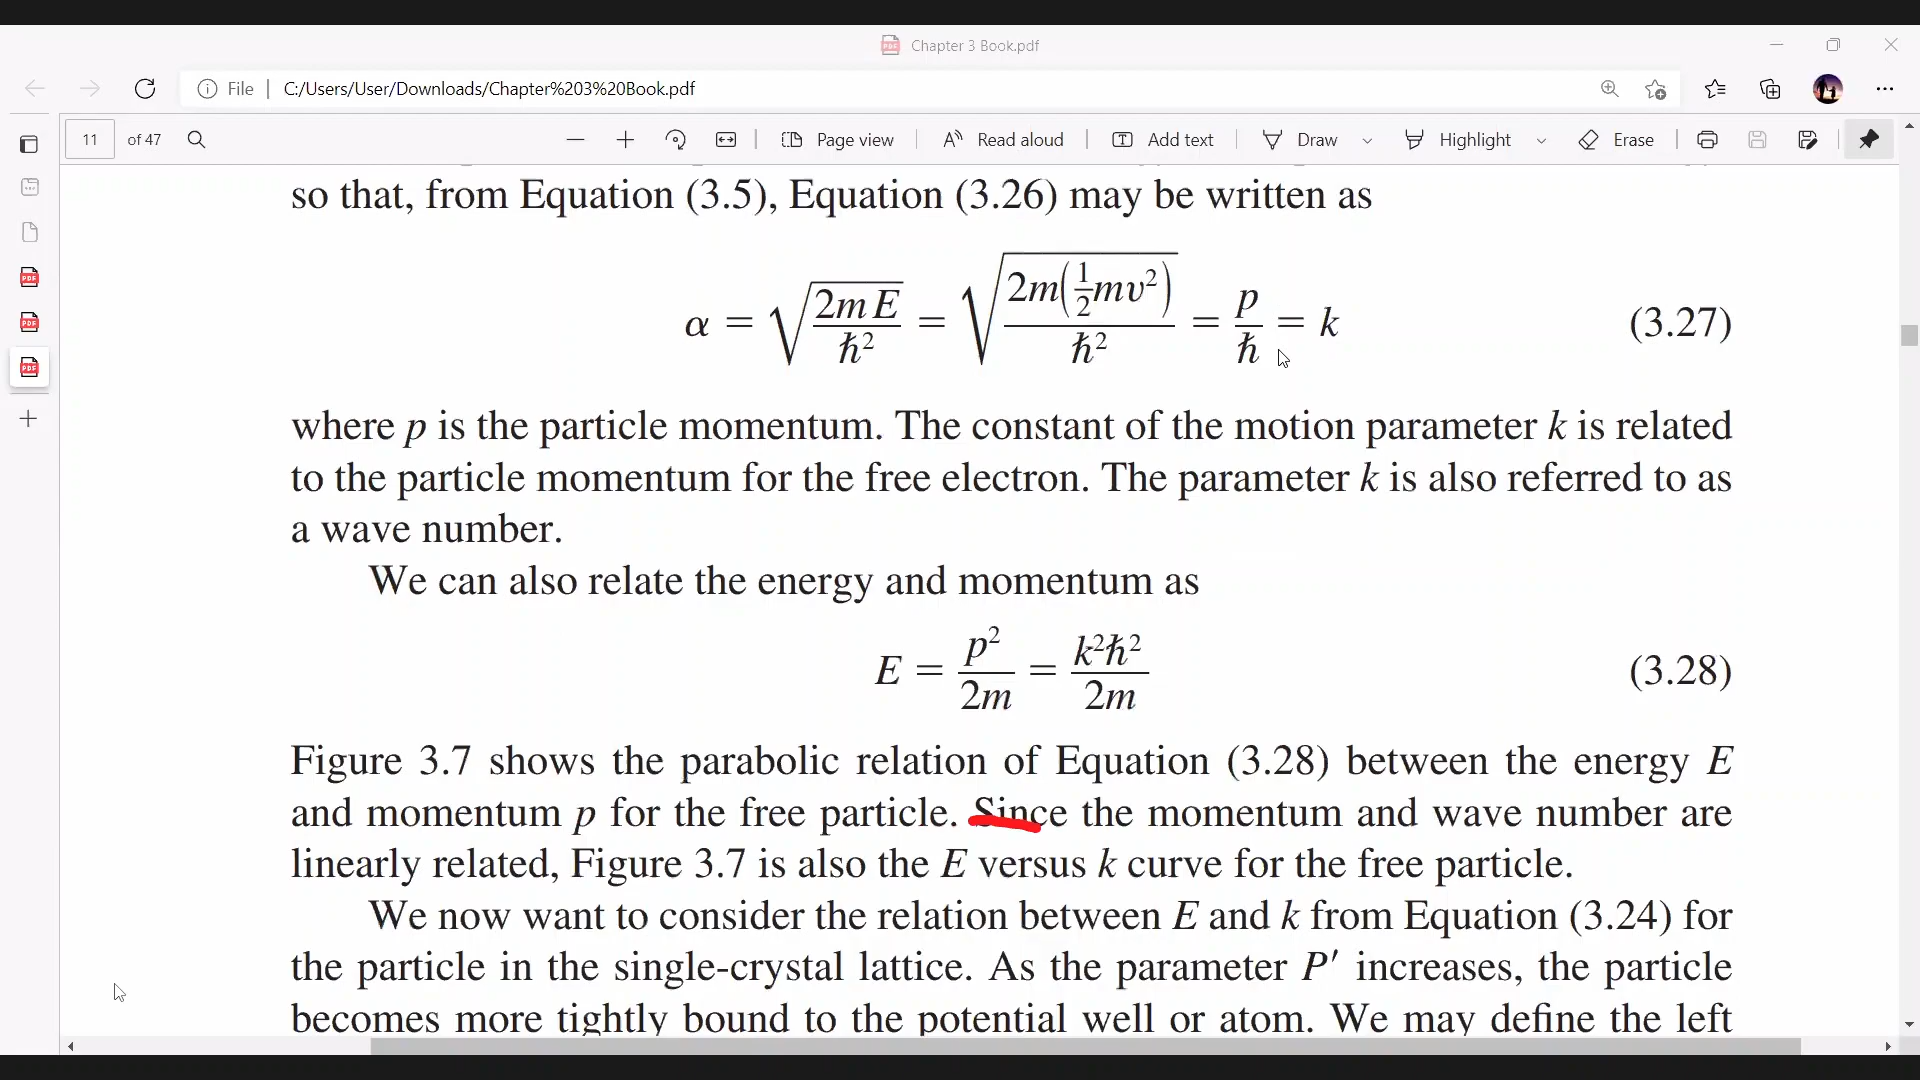 Chapter 3 Book.pdf
File | C:/Users/User/Downloads/Chapter%203%20Book.pdf
11 of 47 Page view Read aloud Add text Draw Highlight Erase
so that, from Equation (3.5), Equation (3.26) may be written as
α = √(2mE/ħ²) = √(2m(½mv²)/ħ²) = p/ħ = k (3.27)
where p is the particle momentum. The constant of the motion parameter k is related
to the particle momentum for the free electron. The parameter k is also referred to as
a wave number.
We can also relate the energy and momentum as
E = p²/2m = k²ħ²/2m (3.28)
Figure 3.7 shows the parabolic relation of Equation (3.28) between the energy E
and momentum p for the free particle. Since the momentum and wave number are
linearly related, Figure 3.7 is also the E versus k curve for the free particle.
We now want to consider the relation between E and k from Equation (3.24) for
the particle in the single-crystal lattice. As the parameter P′ increases, the particle
becomes more tightly bound to the potential well or atom. We may define the left